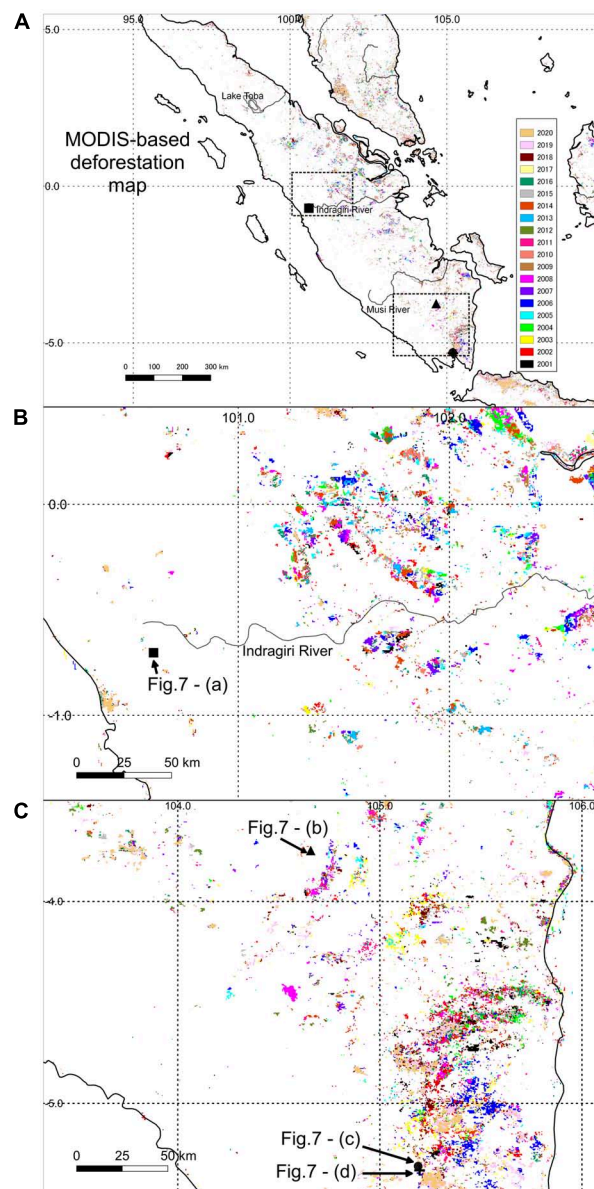 A
95.0
100.0
105.0
5.0
Lake Toba
MODIS-based
deforestation
map
0.0
Indragiri River
Musi River
-5.0
0 100 200 300 km
2020
2019
2018
2017
2016
2015
2014
2013
2012
2011
2010
2009
2008
2007
2006
2005
2004
2003
2002
2001
B
101.0
102.0
0.0
Indragiri River
Fig.7 - (a)
-1.0
0 25 50 km
C
104.0
105.0
106.0
Fig.7 - (b)
-4.0
-5.0
Fig.7 - (c)
Fig.7 - (d)
0 25 50 km